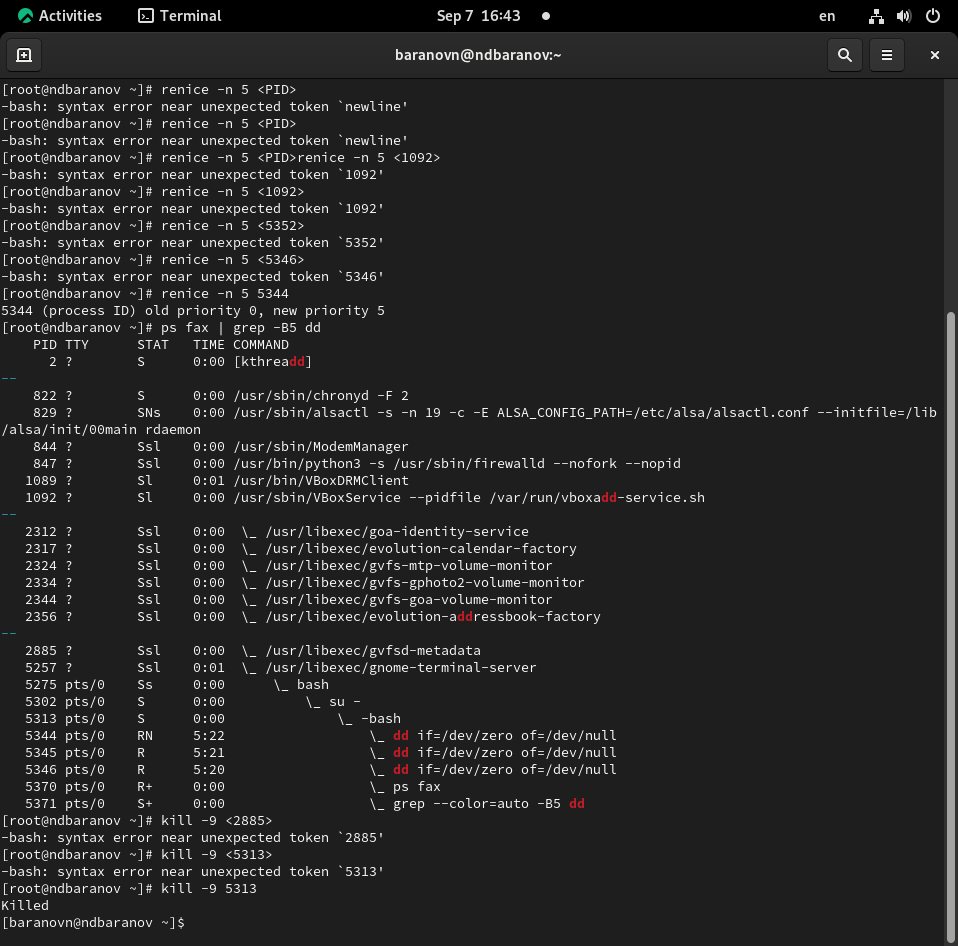 Activities Terminal Sep 7 16:43 en
baranovn@ndbaranov:~
[root@ndbaranov ~]# renice -n 5 <PID>
-bash: syntax error near unexpected token `newline'
[root@ndbaranov ~]# renice -n 5 <PID>
-bash: syntax error near unexpected token `newline'
[root@ndbaranov ~]# renice -n 5 <PID>renice -n 5 <1092>
-bash: syntax error near unexpected token `1092'
[root@ndbaranov ~]# renice -n 5 <1092>
-bash: syntax error near unexpected token `1092'
[root@ndbaranov ~]# renice -n 5 <5352>
-bash: syntax error near unexpected token `5352'
[root@ndbaranov ~]# renice -n 5 <5346>
-bash: syntax error near unexpected token `5346'
[root@ndbaranov ~]# renice -n 5 5344
5344 (process ID) old priority 0, new priority 5
[root@ndbaranov ~]# ps fax | grep -B5 dd
    PID TTY      STAT   TIME COMMAND
      2 ?        S      0:00 [kthreadd]
--
    822 ?        S      0:00 /usr/sbin/chronyd -F 2
    829 ?        SNs    0:00 /usr/sbin/alsactl -s -n 19 -c -E ALSA_CONFIG_PATH=/etc/alsa/alsactl.conf --initfile=/lib
/alsa/init/00main rdaemon
    844 ?        Ssl    0:00 /usr/sbin/ModemManager
    847 ?        Ssl    0:00 /usr/bin/python3 -s /usr/sbin/firewalld --nofork --nopid
   1089 ?        Sl     0:01 /usr/bin/VBoxDRMClient
   1092 ?        Sl     0:00 /usr/sbin/VBoxService --pidfile /var/run/vboxadd-service.sh
--
   2312 ?        Ssl    0:00  \_ /usr/libexec/goa-identity-service
   2317 ?        Ssl    0:00  \_ /usr/libexec/evolution-calendar-factory
   2324 ?        Ssl    0:00  \_ /usr/libexec/gvfs-mtp-volume-monitor
   2334 ?        Ssl    0:00  \_ /usr/libexec/gvfs-gphoto2-volume-monitor
   2344 ?        Ssl    0:00  \_ /usr/libexec/gvfs-goa-volume-monitor
   2356 ?        Ssl    0:00  \_ /usr/libexec/evolution-addressbook-factory
--
   2885 ?        Ssl    0:00  \_ /usr/libexec/gvfsd-metadata
   5257 ?        Ssl    0:01  \_ /usr/libexec/gnome-terminal-server
   5275 pts/0    Ss     0:00      \_ bash
   5302 pts/0    S      0:00          \_ su -
   5313 pts/0    S      0:00              \_ -bash
   5344 pts/0    RN     5:22                  \_ dd if=/dev/zero of=/dev/null
   5345 pts/0    R      5:21                  \_ dd if=/dev/zero of=/dev/null
   5346 pts/0    R      5:20                  \_ dd if=/dev/zero of=/dev/null
   5370 pts/0    R+     0:00                  \_ ps fax
   5371 pts/0    S+     0:00                  \_ grep --color=auto -B5 dd
[root@ndbaranov ~]# kill -9 <2885>
-bash: syntax error near unexpected token `2885'
[root@ndbaranov ~]# kill -9 <5313>
-bash: syntax error near unexpected token `5313'
[root@ndbaranov ~]# kill -9 5313
Killed
[baranovn@ndbaranov ~]$